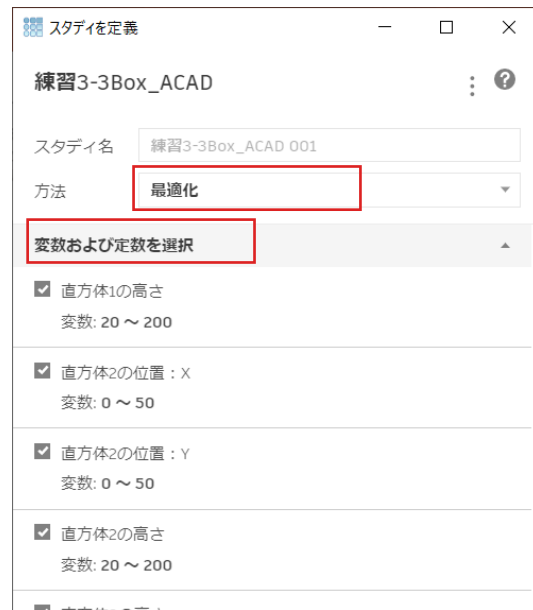 スタディを定義
練習3-3Box_ACAD
スタディ名 練習3-3Box_ACAD 001
方法 最適化
変数および定数を選択
直方体1の高さ
変数: 20 ～ 200
直方体2の位置：X
変数: 0 ～ 50
直方体2の位置：Y
変数: 0 ～ 50
直方体2の高さ
変数: 20 ～ 200